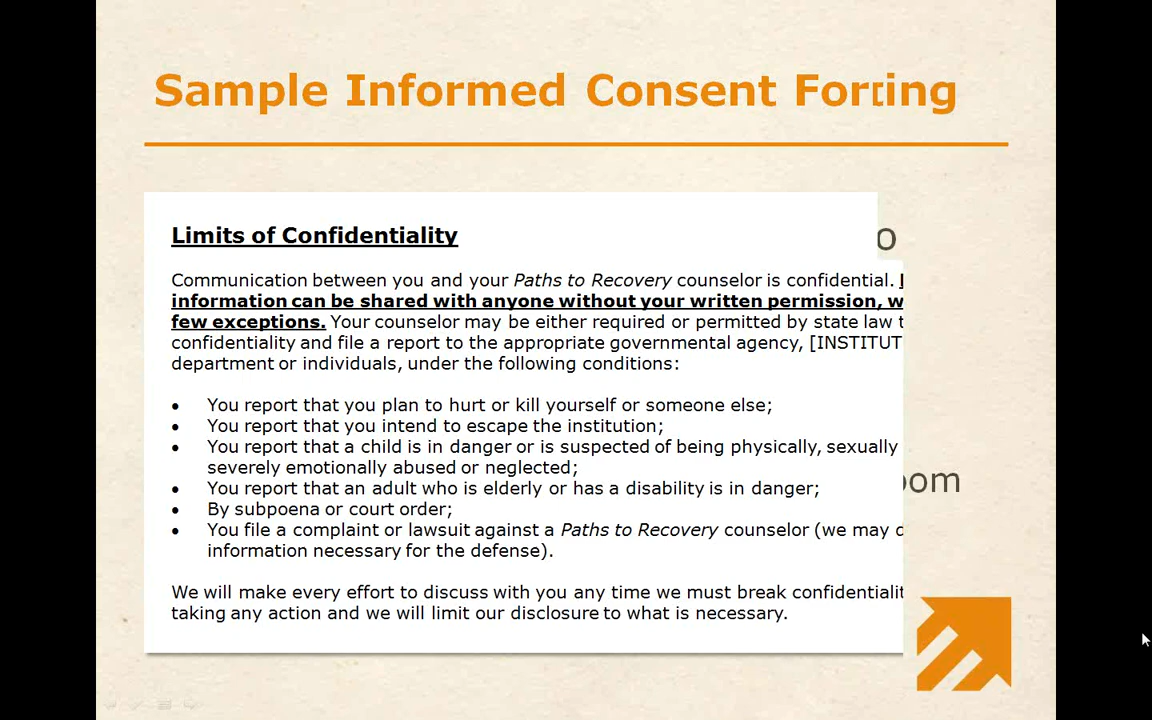 Sample Informed Consent Forting
Limits of Confidentiality
o
Communication between you and your Paths to Recovery counselor is confidential.
information can be shared with anyone without your written permission, w
few exceptions. Your counselor may be either required or permitted by state law t
confidentiality and file a report to the appropriate governmental agency, [INSTITUT
department or individuals, under the following conditions:
• You report that you plan to hurt or kill yourself or someone else;
• You report that you intend to escape the institution;
• You report that a child is in danger or is suspected of being physically, sexually
severely emotionally abused or neglected;
oom
• You report that an adult who is elderly or has a disability is in danger;
• By subpoena or court order;
• You file a complaint or lawsuit against a Paths to Recovery counselor (we may d
information necessary for the defense).
We will make every effort to discuss with you any time we must break confidentialit
taking any action and we will limit our disclosure to what is necessary.